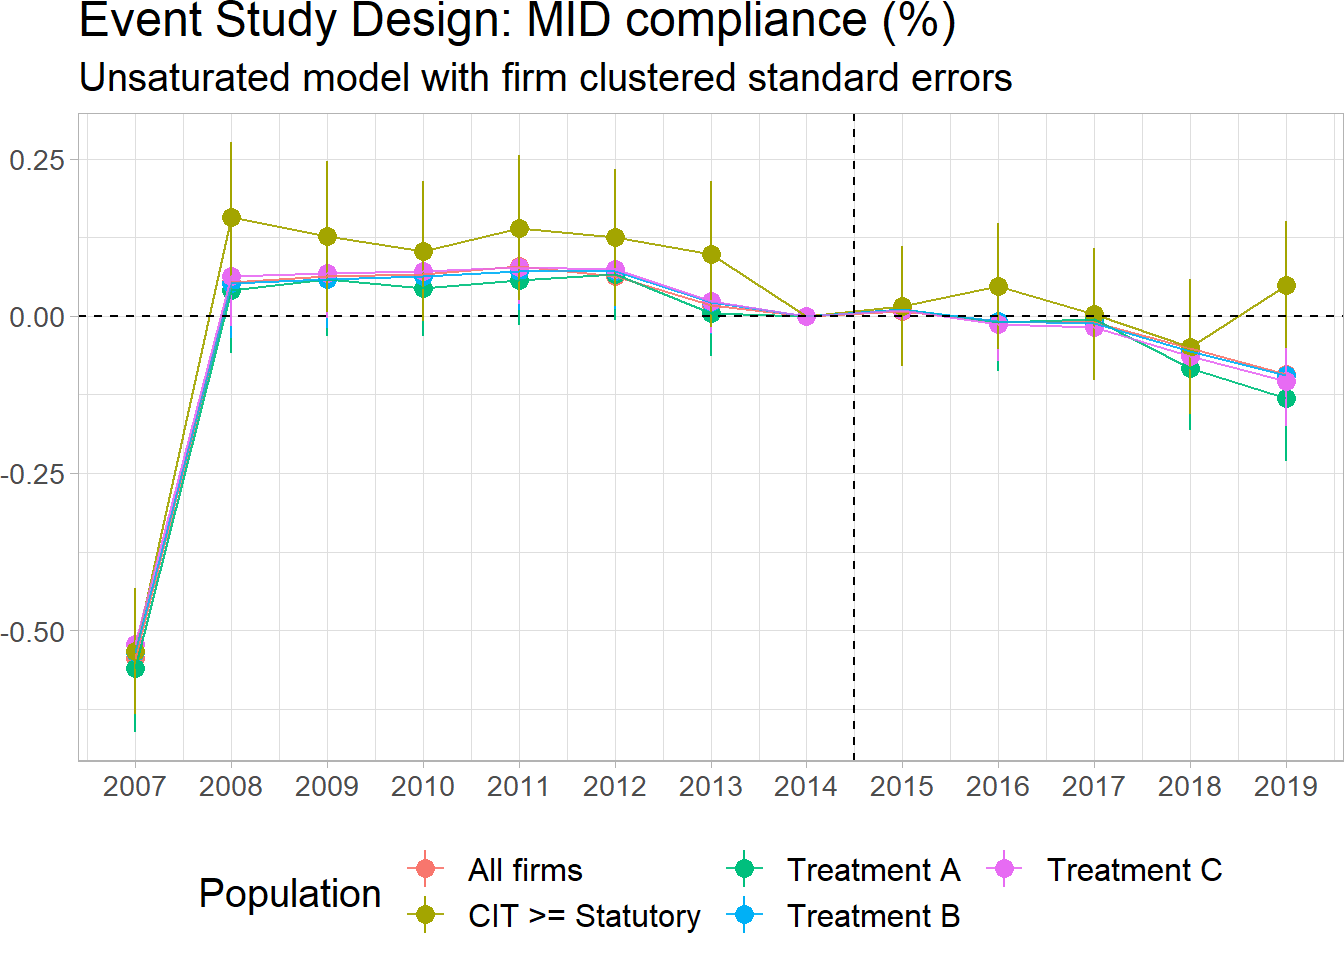 Event Study Design: MID compliance (%)
Unsaturated model with firm clustered standard errors
0.25
0.00
-0.25
-0.50
2007 2008 2009 2010 2011 2012 2013 2014 2015 2016 2017 2018 2019
Population
All firms
CIT >= Statutory
Treatment A
Treatment B
Treatment C